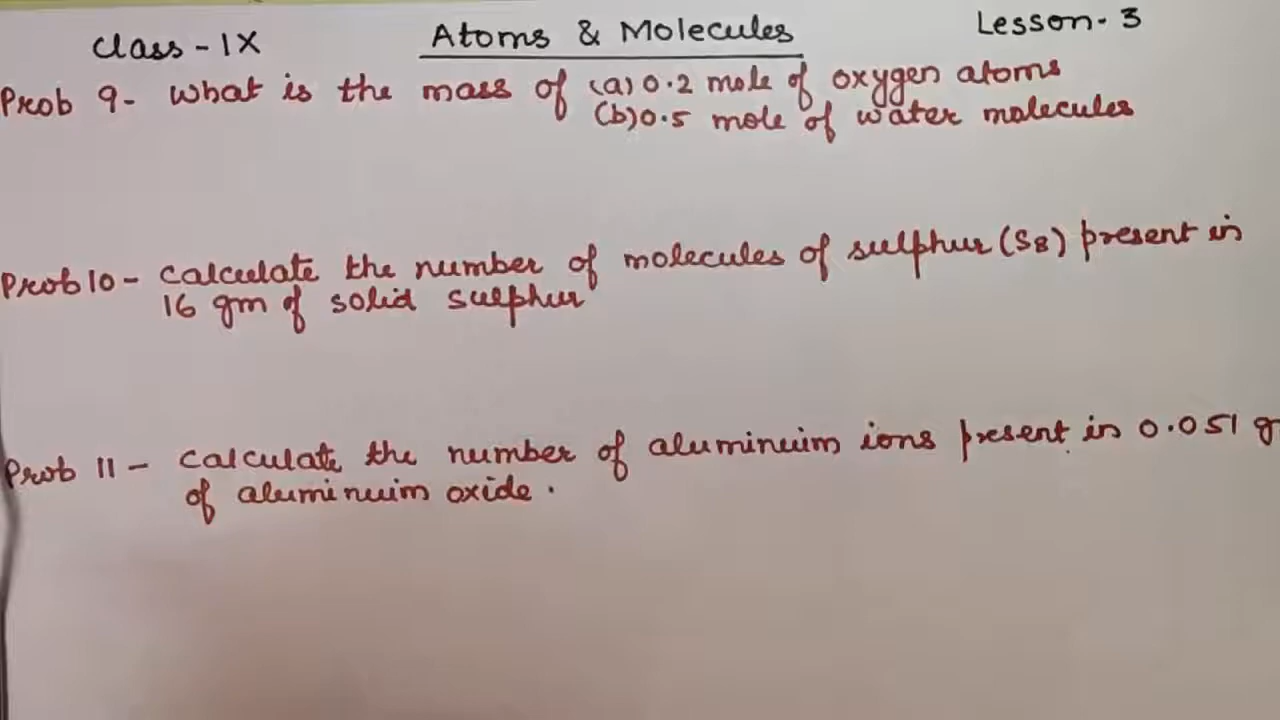 Class - IX Atoms & Molecules Lesson - 3
Prob 9 - What is the mass of (a) 0.2 mole of oxygen atoms
(b) 0.5 mole of water molecules
Prob 10 - Calculate the number of molecules of sulphur (S8) present in
16 gm of solid sulphur
Prob 11 - Calculate the number of aluminium ions present in 0.051 g
of aluminium oxide.